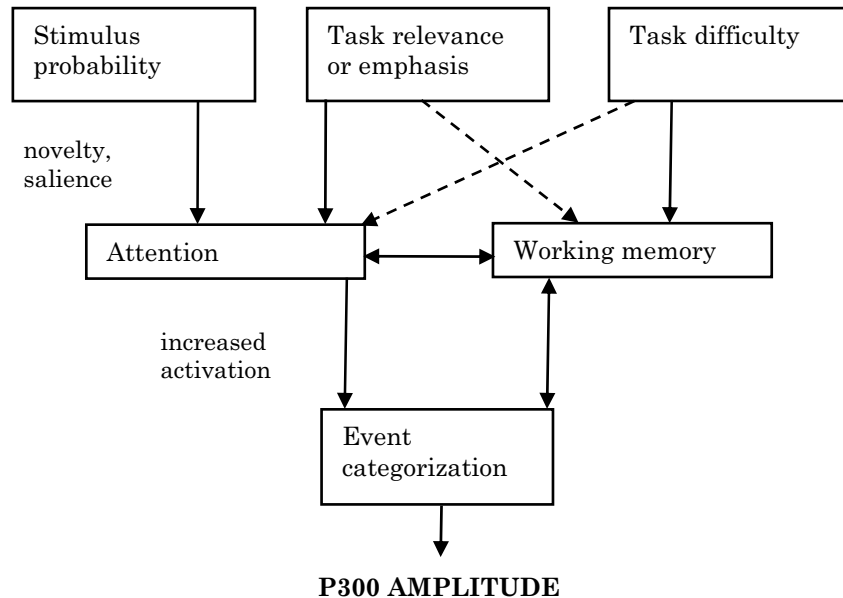 Stimulus
probability
Task relevance
or emphasis
Task difficulty
novelty,
salience
Attention
Working memory
increased
activation
Event
categorization
P300 AMPLITUDE